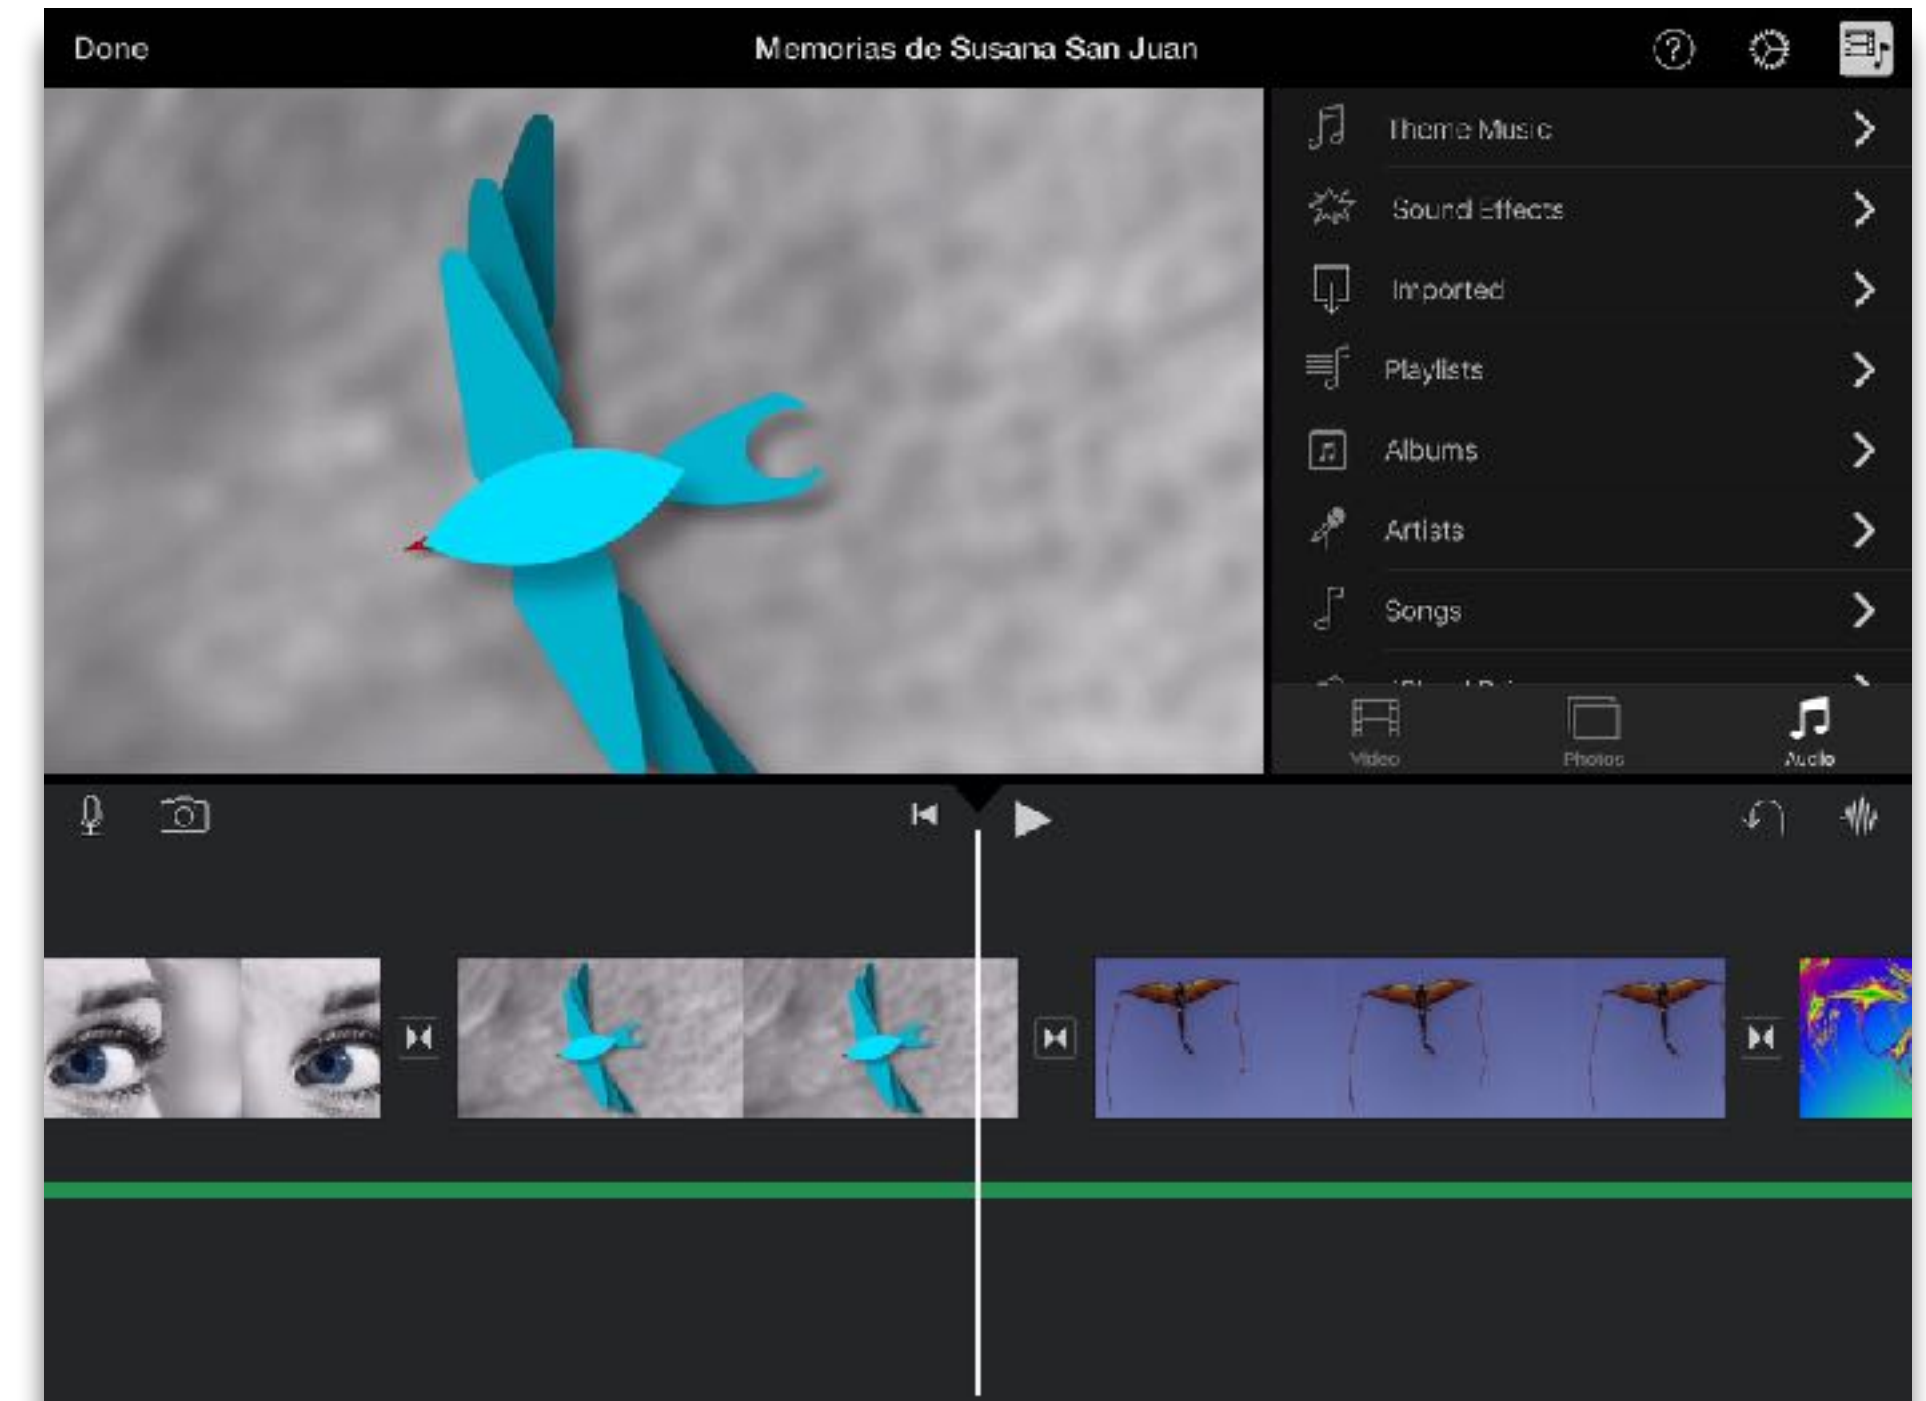 Done
Memorias de Susana San Juan
?
Theme Music
Sound Effects
Imported
Playlists
Albums
Artists
Songs
Video
Photos
Audio